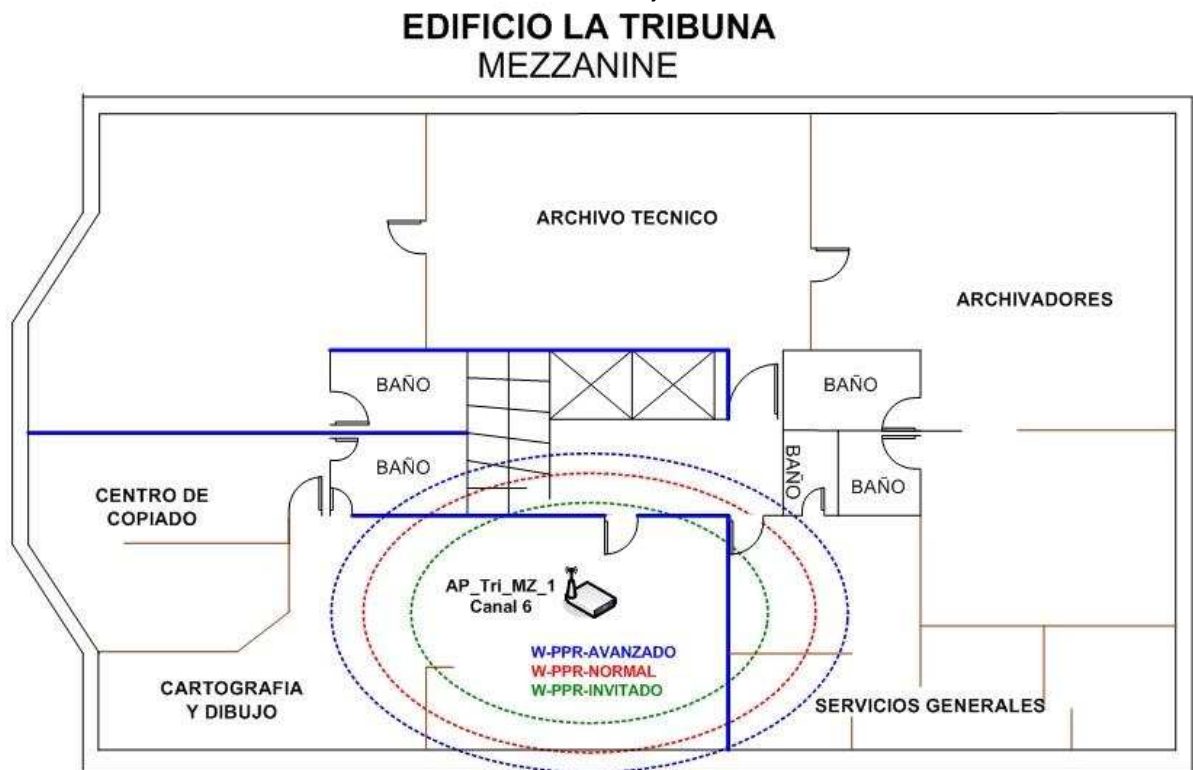 EDIFICIO LA TRIBUNA
MEZZANINE
ARCHIVO TECNICO
ARCHIVADORES
BAÑO
BAÑO
BAÑO
BAÑO
BAÑO
CENTRO DE
COPIADO
AP_Tri_MZ_1
Canal 6
W-PPR-AVANZADO
W-PPR-NORMAL
W-PPR-INVITADO
CARTOGRAFIA
Y DIBUJO
SERVICIOS GENERALES